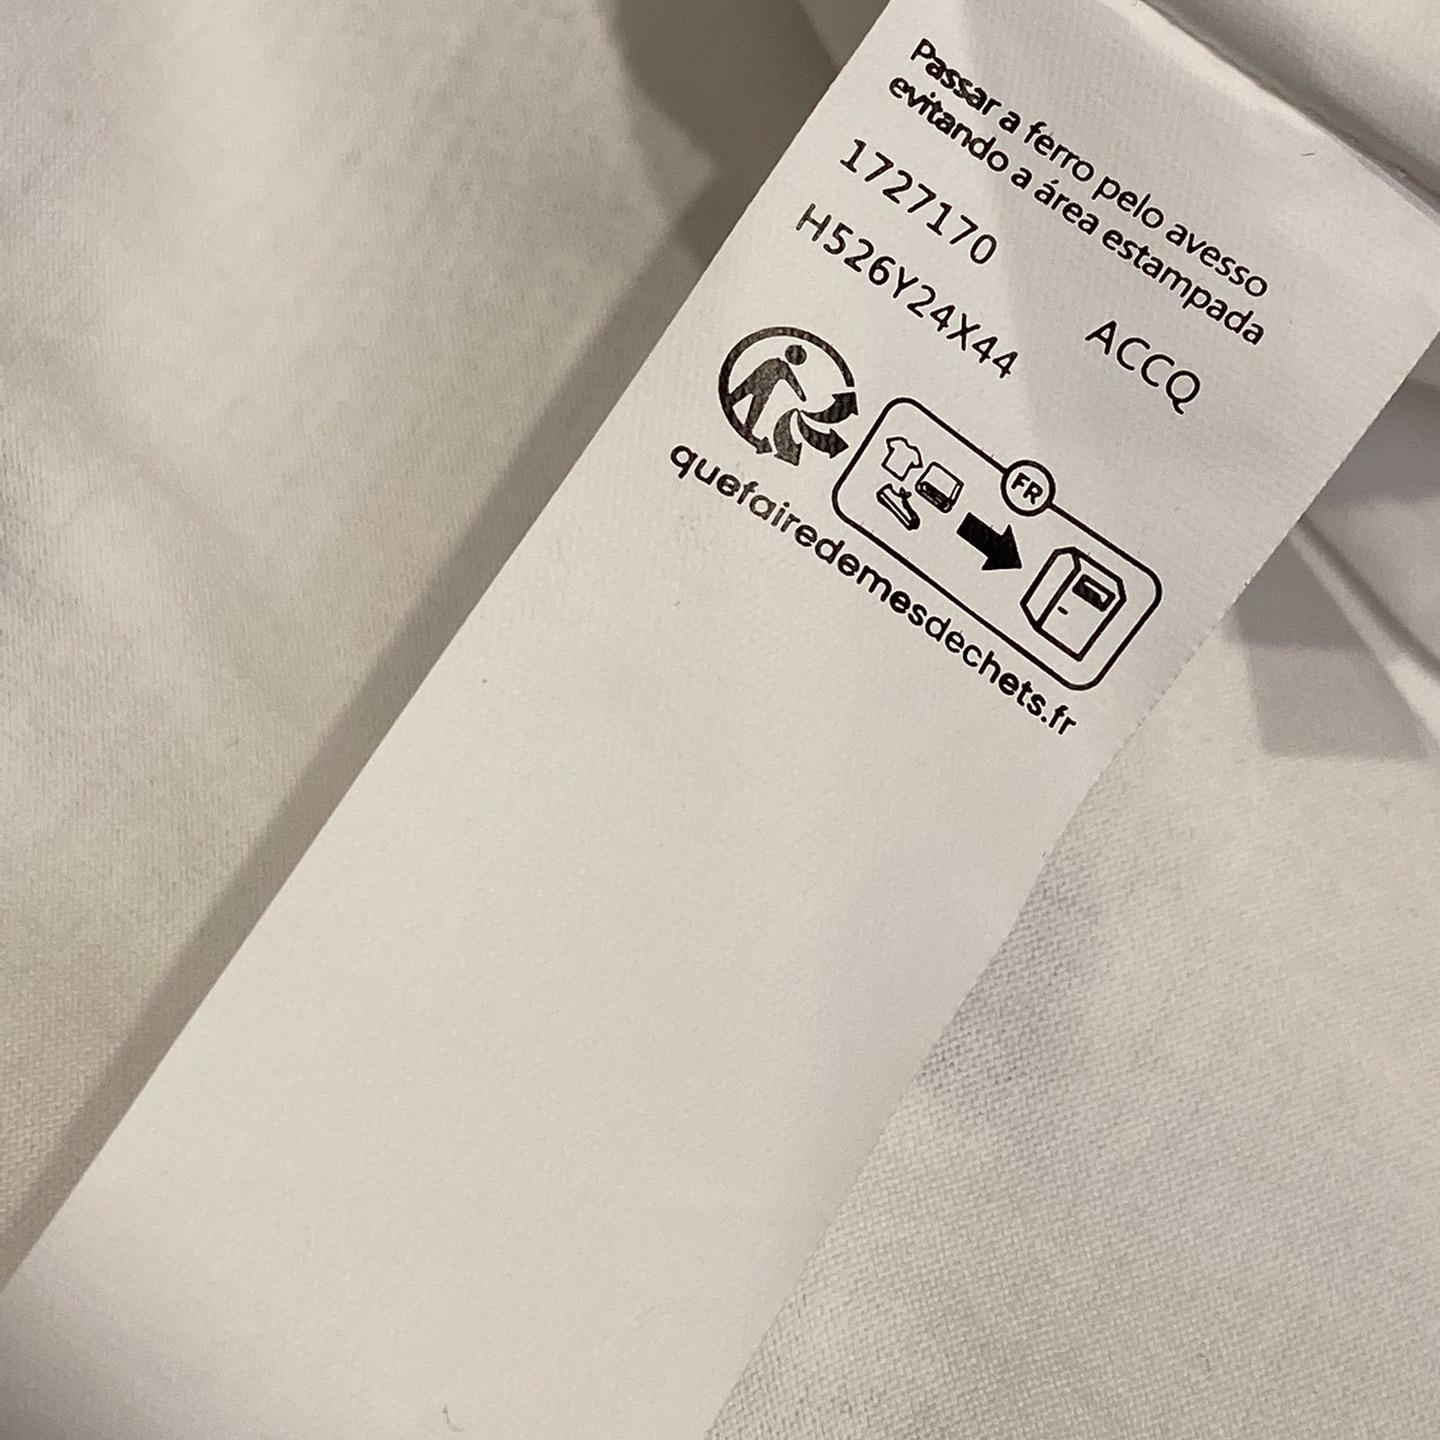 Passar a ferro pelo avesso
evitando a área estampada
1727170
ACCQ
H526Y24X44
FR
quefairedemesdechets.fr